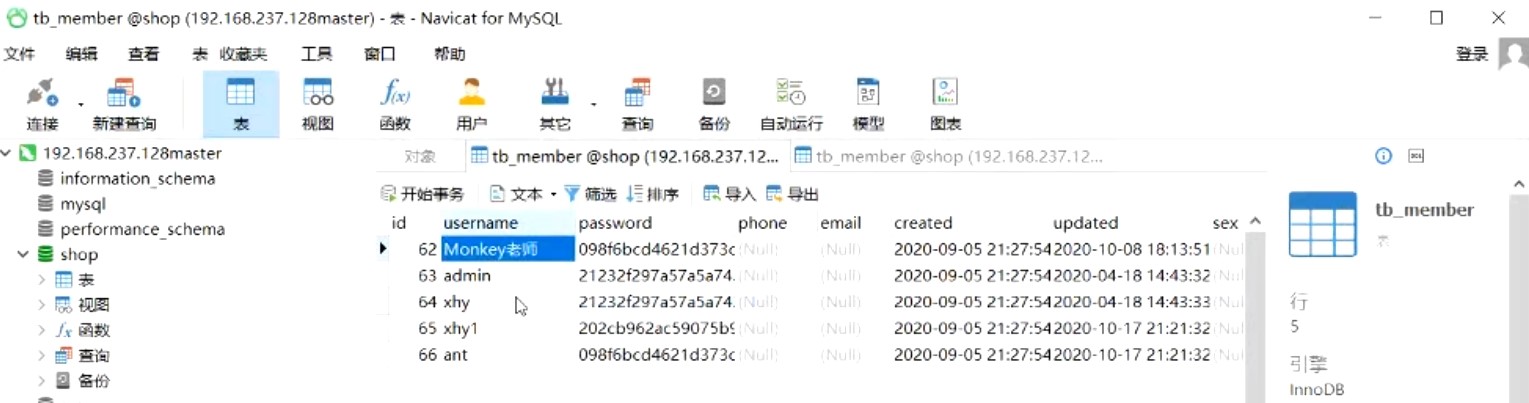 tb_member @shop (192.168.237.128master) - 表 - Navicat for MySQL
文件 编辑 查看 表 收藏夹 工具 窗口 帮助 登录
连接 新建查询 表 视图 函数 用户 其它 查询 备份 自动运行 模型 图表
192.168.237.128master
information_schema
mysql
performance_schema
shop
表
视图
函数
查询
备份
对象 tb_member @shop (192.168.237.12... tb_member @shop (192.168.237.12...
开始事务 文本 筛选 排序 导入 导出
id username password phone email created updated sex
62 Monkey老师 098f6bcd4621d373c (Null) (Null) 2020-09-05 21:27:54 2020-10-08 18:13:51 (Nul
63 admin 21232f297a57a5a74. (Null) (Null) 2020-09-05 21:27:54 2020-04-18 14:43:32 (Nul
64 xhy 21232f297a57a5a74. (Null) (Null) 2020-09-05 21:27:54 2020-04-18 14:43:33 (Nul
65 xhy1 202cb962ac59075b9 (Null) (Null) 2020-09-05 21:27:54 2020-10-17 21:21:32 (Nul
66 ant 098f6bcd4621d373c (Null) (Null) 2020-09-05 21:27:54 2020-10-17 21:21:32 (Nul
tb_member
表
行
5
引擎
InnoDB